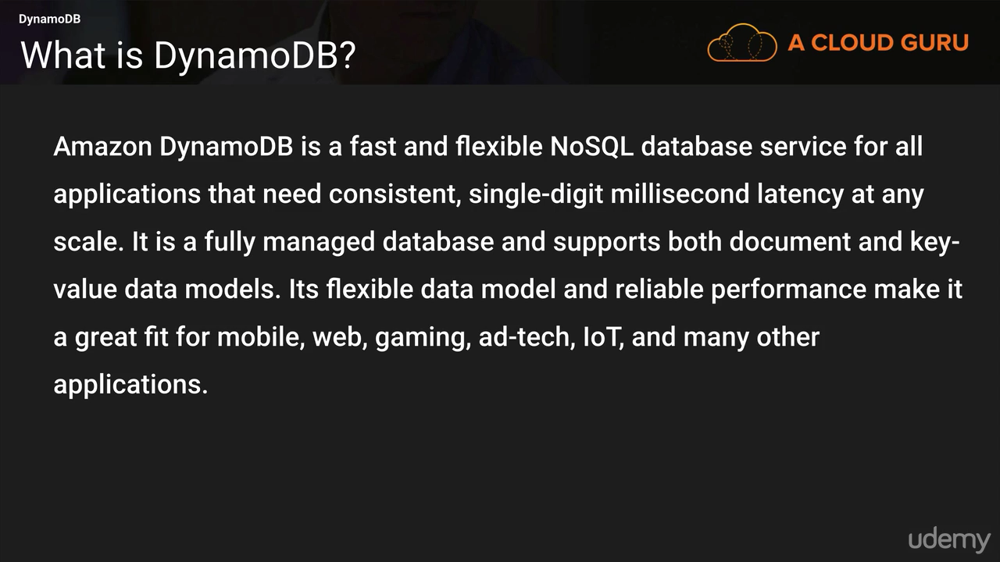 DynamoDB
What is DynamoDB?
A CLOUD GURU
Amazon DynamoDB is a fast and flexible NoSQL database service for all
applications that need consistent, single-digit millisecond latency at any
scale. It is a fully managed database and supports both document and key-
value data models. Its flexible data model and reliable performance make it
a great fit for mobile, web, gaming, ad-tech, IoT, and many other
applications.
udemy